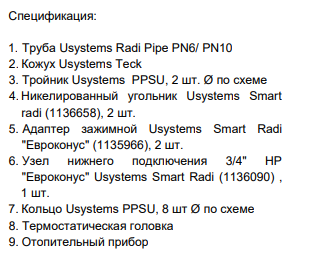 Спецификация:
1. Труба Usystems Radi Pipe PN6/ PN10
2. Кожух Usystems Teck
3. Тройник Usystems PPSU, 2 шт. Ø по схеме
4. Никелированный угольник Usystems Smart
radi (1136658), 2 шт.
5. Адаптер зажимной Usystems Smart Radi
"Евроконус" (1135966), 2 шт.
6. Узел нижнего подключения 3/4" НР
"Евроконус" Usystems Smart Radi (1136090) ,
1 шт.
7. Кольцо Usystems PPSU, 8 шт Ø по схеме
8. Термостатическая головка
9. Отопительный прибор